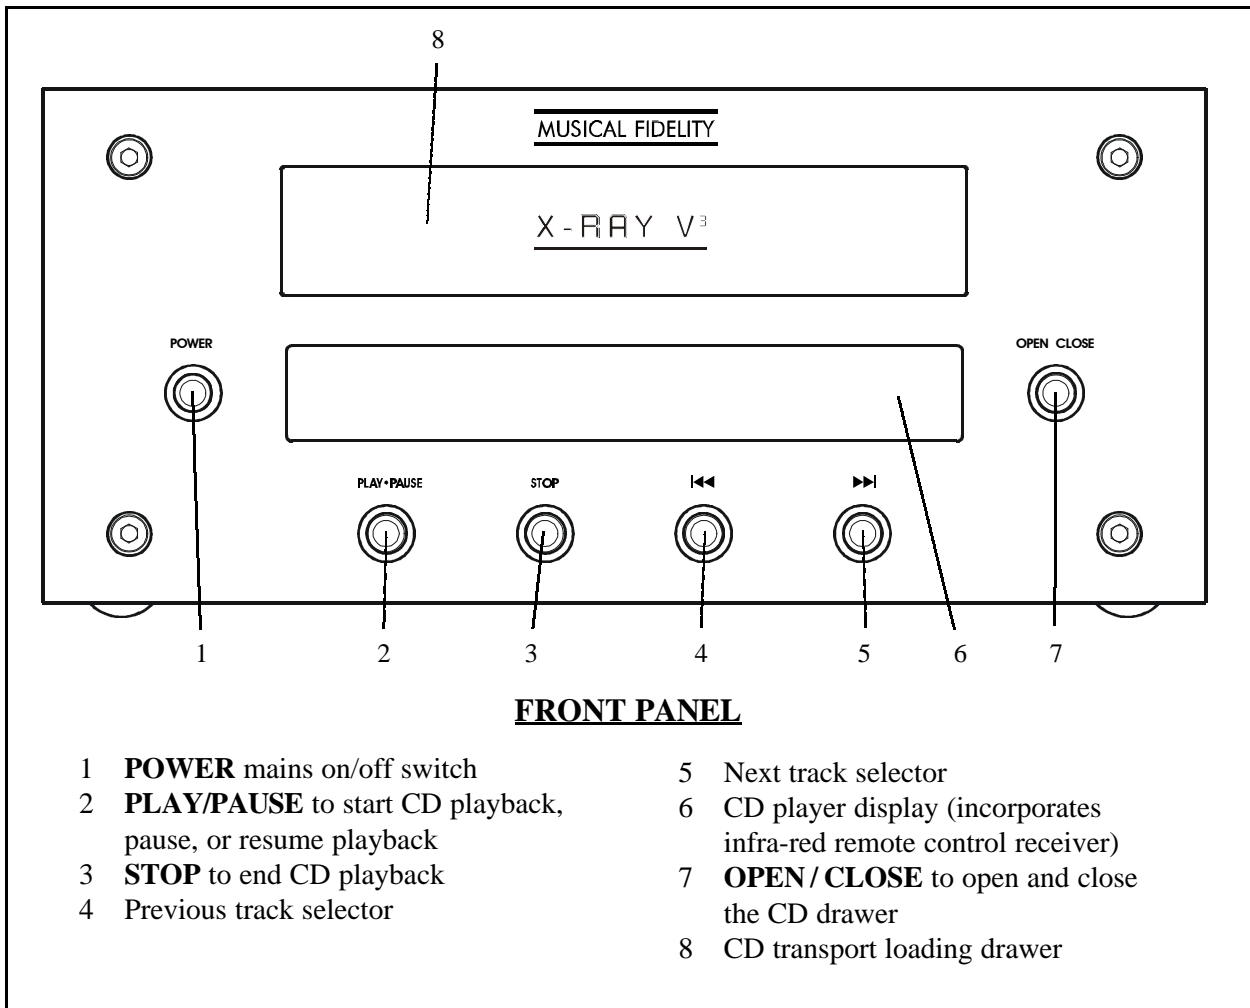 8
MUSICAL FIDELITY
X-RAY V³
POWER
OPEN CLOSE
PLAY•PAUSE STOP
1 2 3 4 5 6 7
FRONT PANEL
1 POWER mains on/off switch
2 PLAY/PAUSE to start CD playback,
pause, or resume playback
3 STOP to end CD playback
4 Previous track selector
5 Next track selector
6 CD player display (incorporates
infra-red remote control receiver)
7 OPEN / CLOSE to open and close
the CD drawer
8 CD transport loading drawer